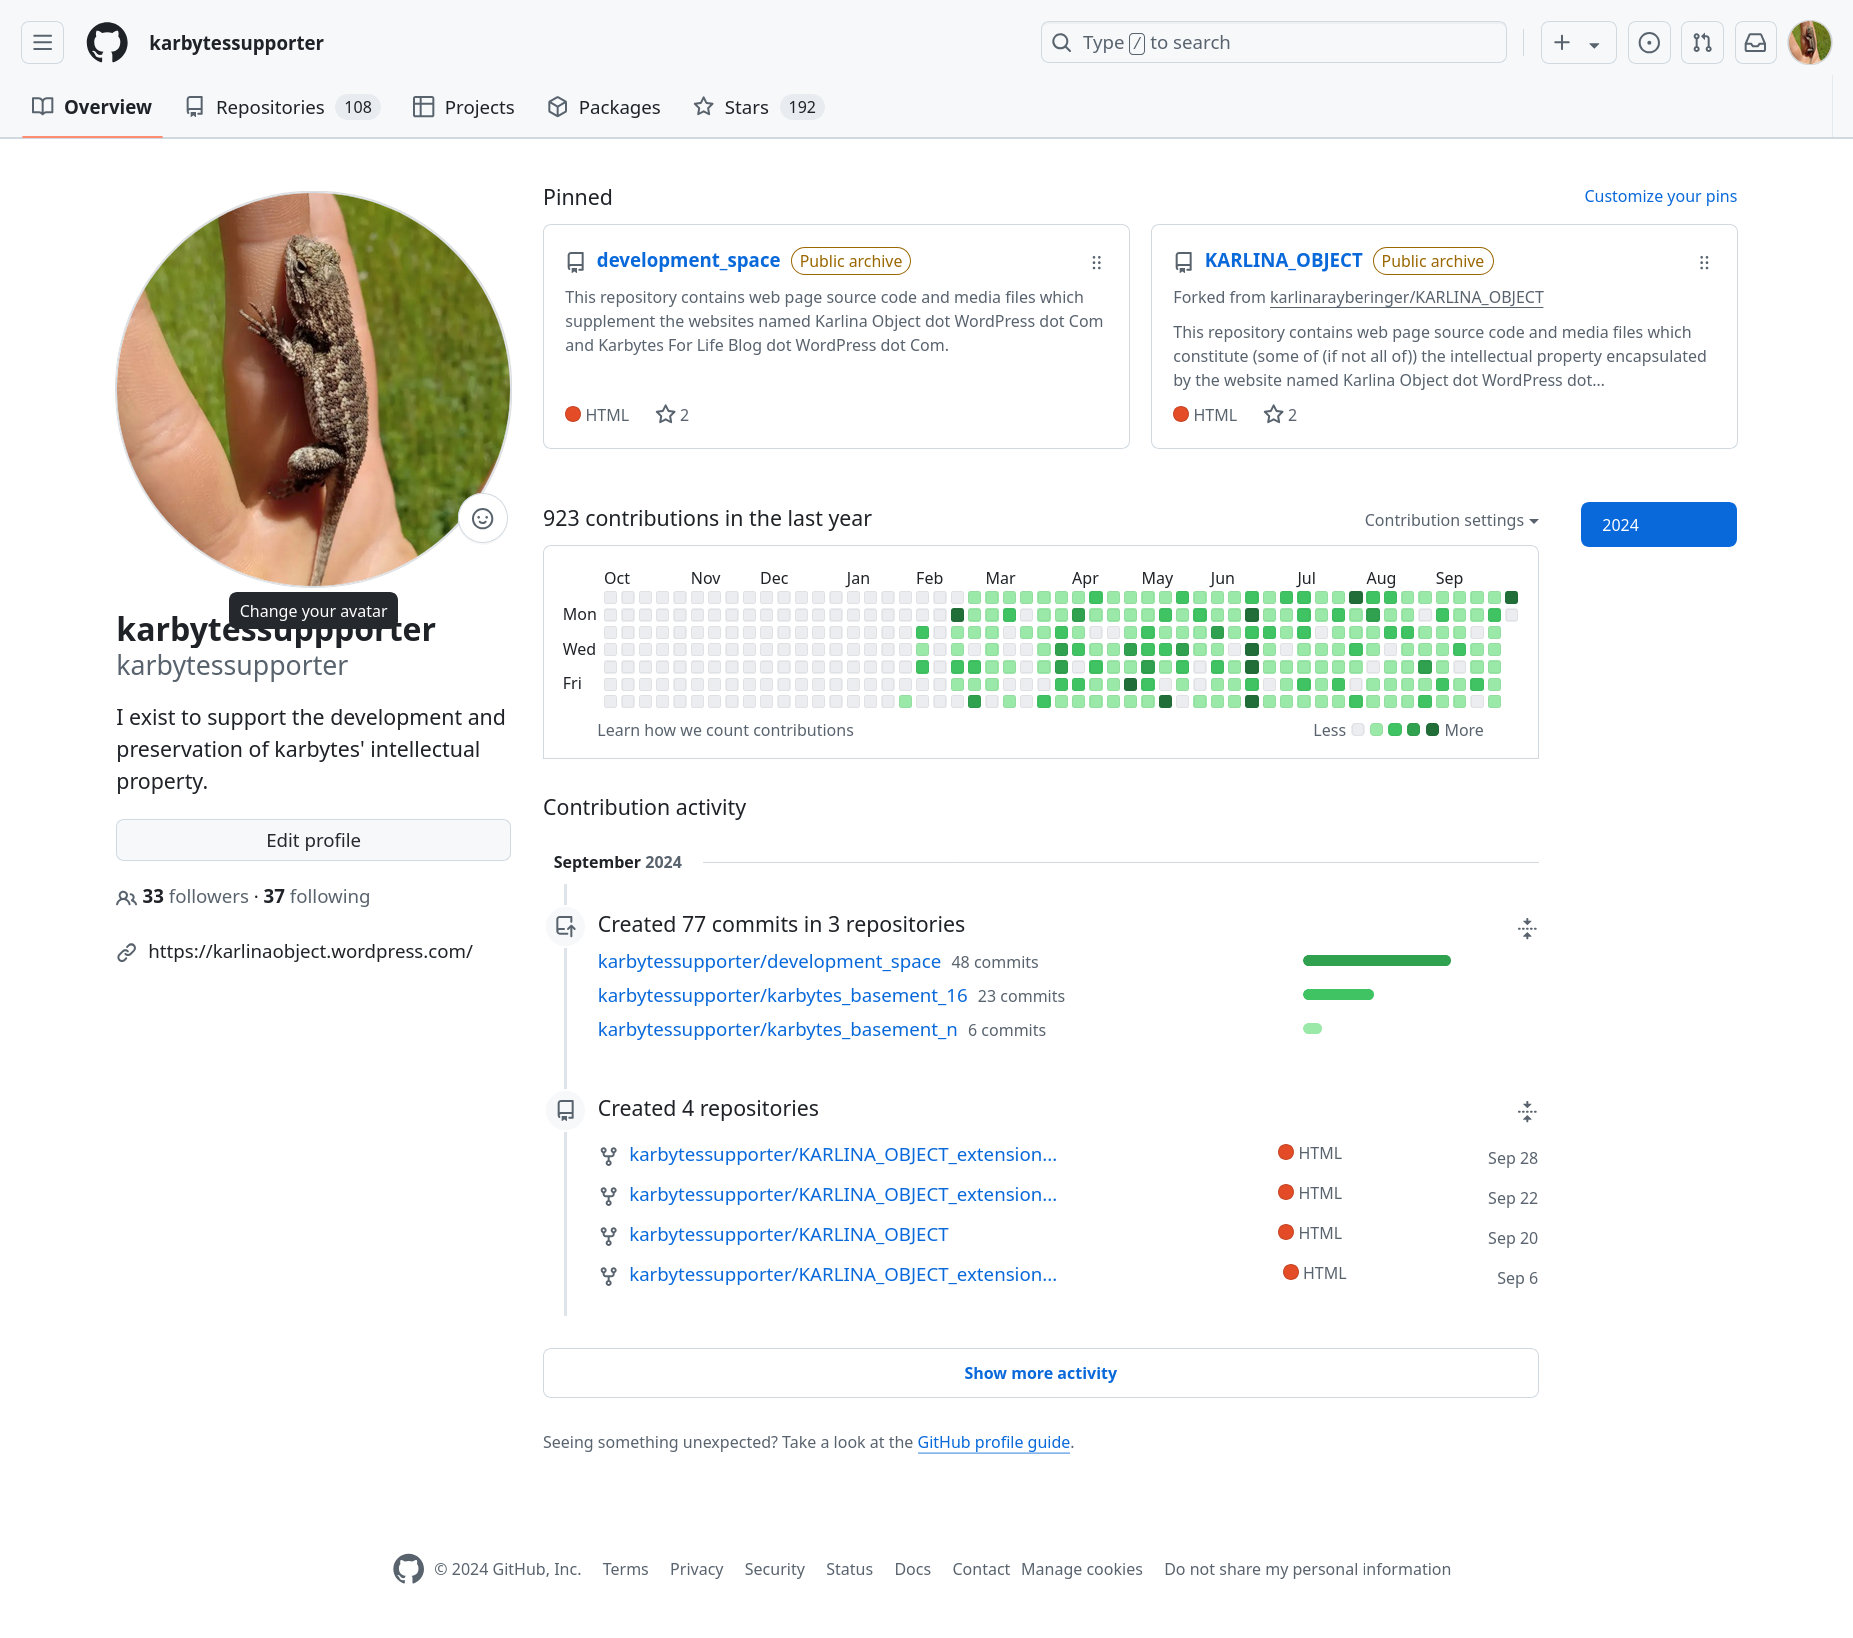 karbytessupporter
Type / to search
Overview
Repositories 108
Projects
Packages
Stars 192
Change your avatar
karbytessupporter
karbytessupporter
I exist to support the development and
preservation of karbytes' intellectual
property.
Edit profile
33 followers · 37 following
https://karlinaobject.wordpress.com/
Pinned
Customize your pins
development_space Public archive
This repository contains web page source code and media files which
supplement the websites named Karlina Object dot WordPress dot Com
and Karbytes For Life Blog dot WordPress dot Com.
HTML 2
KARLINA_OBJECT Public archive
Forked from karlinarayberinger/KARLINA_OBJECT
This repository contains web page source code and media files which
constitute (some of (if not all of)) the intellectual property encapsulated
by the website named Karlina Object dot WordPress dot...
HTML 2
923 contributions in the last year
Contribution settings
2024
Oct Nov Dec Jan Feb Mar Apr May Jun Jul Aug Sep
Mon
Wed
Fri
Learn how we count contributions
Less More
Contribution activity
September 2024
Created 77 commits in 3 repositories
karbytessupporter/development_space 48 commits
karbytessupporter/karbytes_basement_16 23 commits
karbytessupporter/karbytes_basement_n 6 commits
Created 4 repositories
karbytessupporter/KARLINA_OBJECT_extension... HTML Sep 28
karbytessupporter/KARLINA_OBJECT_extension... HTML Sep 22
karbytessupporter/KARLINA_OBJECT HTML Sep 20
karbytessupporter/KARLINA_OBJECT_extension... HTML Sep 6
Show more activity
Seeing something unexpected? Take a look at the GitHub profile guide.
© 2024 GitHub, Inc. Terms Privacy Security Status Docs Contact Manage cookies Do not share my personal information